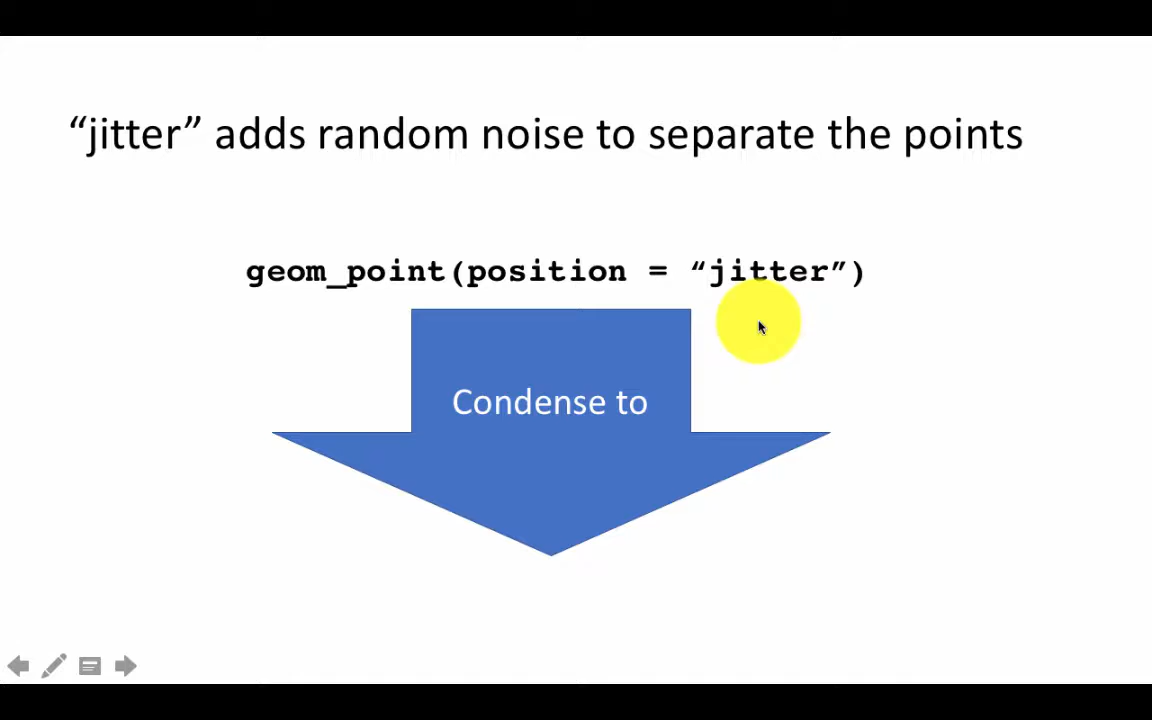 “jitter” adds random noise to separate the points
geom_point(position = “jitter”)
Condense to